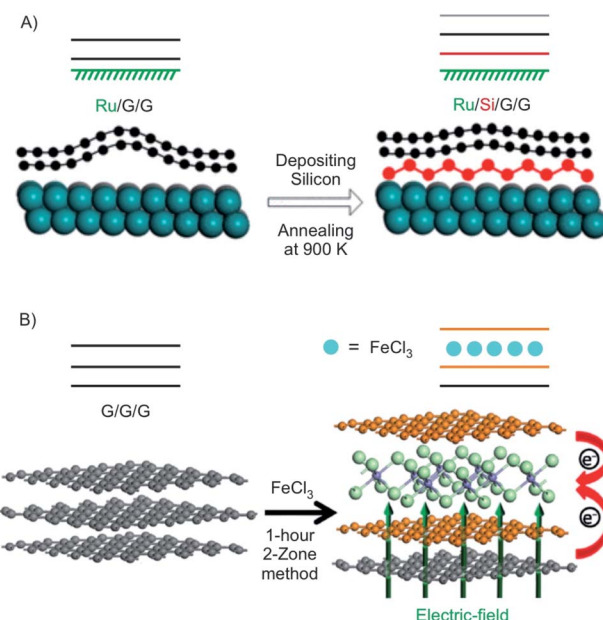 A)
Ru/G/G
Ru/Si/G/G
Depositing
Silicon
Annealing
at 900 K
B)
G/G/G
= FeCl3
FeCl3
1-hour
2-Zone
method
e-
e-
Electric-field